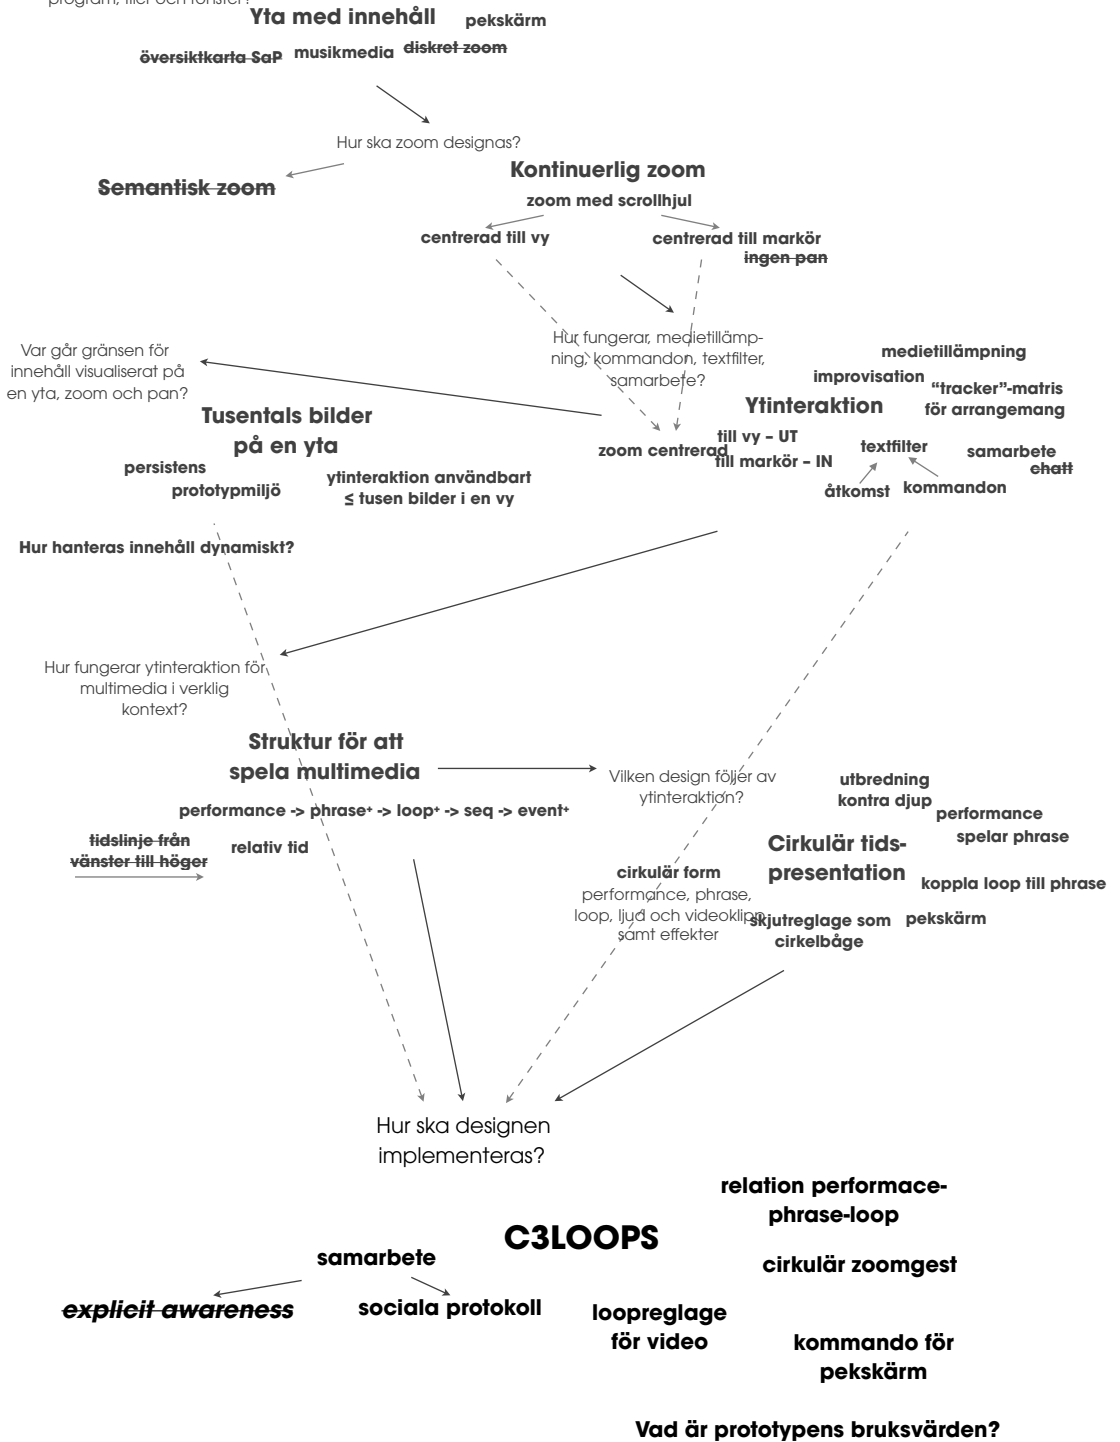 program, filer och fönster?
Yta med innehåll
pekskärm
översiktkarta SaP
musikmedia
diskret zoom
Hur ska zoom designas?
Semantisk zoom
Kontinuerlig zoom
zoom med scrollhjul
centrerad till vy
centrerad till markör
ingen pan
Hur fungerar, medietillämp-
ning, kommandon, textfilter,
samarbete?
Var går gränsen för
innehåll visualiserat på
en yta, zoom och pan?
Tusentals bilder
på en yta
persistens
prototypmiljö
ytinteraktion användbart
≤ tusen bilder i en vy
medietillämpning
improvisation
"tracker"-matris
för arrangemang
Ytinteraktion
zoom centrerad
till vy – UT
till markör – IN
textfilter
samarbete
chatt
åtkomst
kommandon
Hur hanteras innehåll dynamiskt?
Hur fungerar ytinteraktion för
multimedia i verklig
kontext?
Struktur för att
spela multimedia
performance -> phrase+ -> loop+ -> seq -> event+
tidslinje från
vänster till höger
relativ tid
Vilken design följer av
ytinteraktion?
utbredning
kontra djup
performance
spelar phrase
Cirkulär tids-
presentation
koppla loop till phrase
cirkulär form
performance, phrase,
loop, ljud och videoklipp
samt effekter
skjutreglage som
cirkelbåge
pekskärm
Hur ska designen
implementeras?
relation performace-
phrase-loop
C3LOOPS
samarbete
cirkulär zoomgest
explicit awareness
sociala protokoll
loopreglage
för video
kommando för
pekskärm
Vad är prototypens bruksvärden?